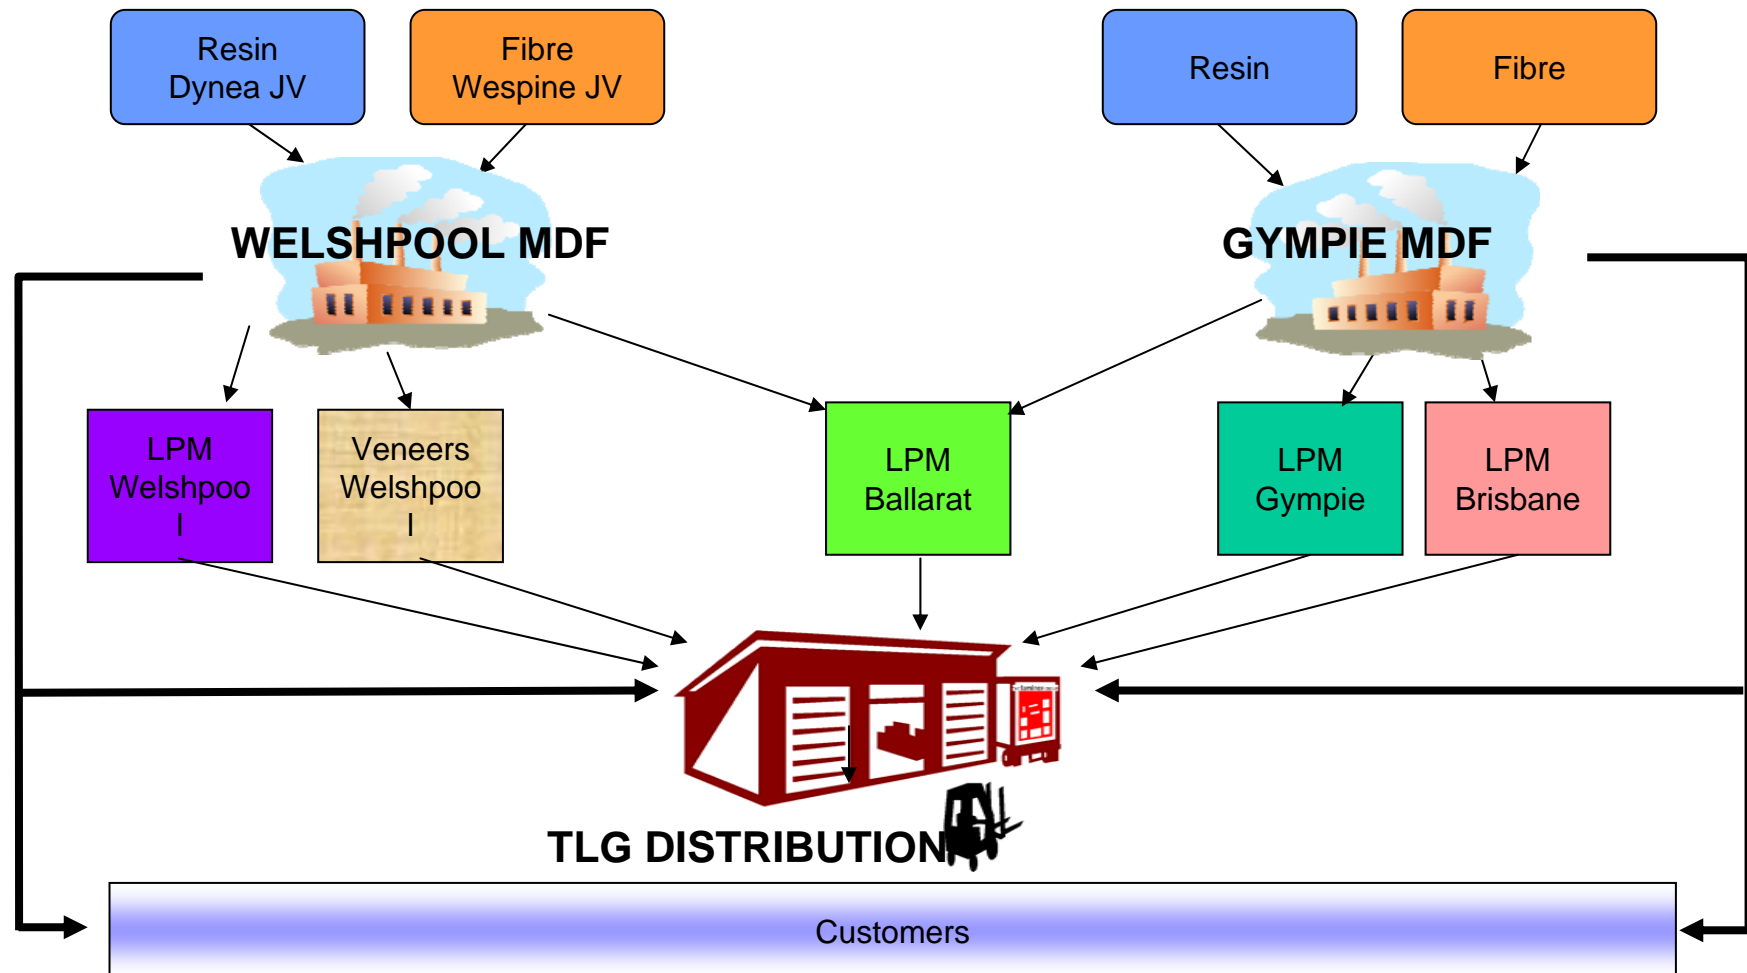 Resin
Dynea JV
Fibre
Wespine JV
Resin
Fibre
WELSHPOOL MDF
GYMPIE MDF
LPM
Welshpoo
l
Veneers
Welshpoo
l
LPM
Ballarat
LPM
Gympie
LPM
Brisbane
TLG DISTRIBUTION
Customers